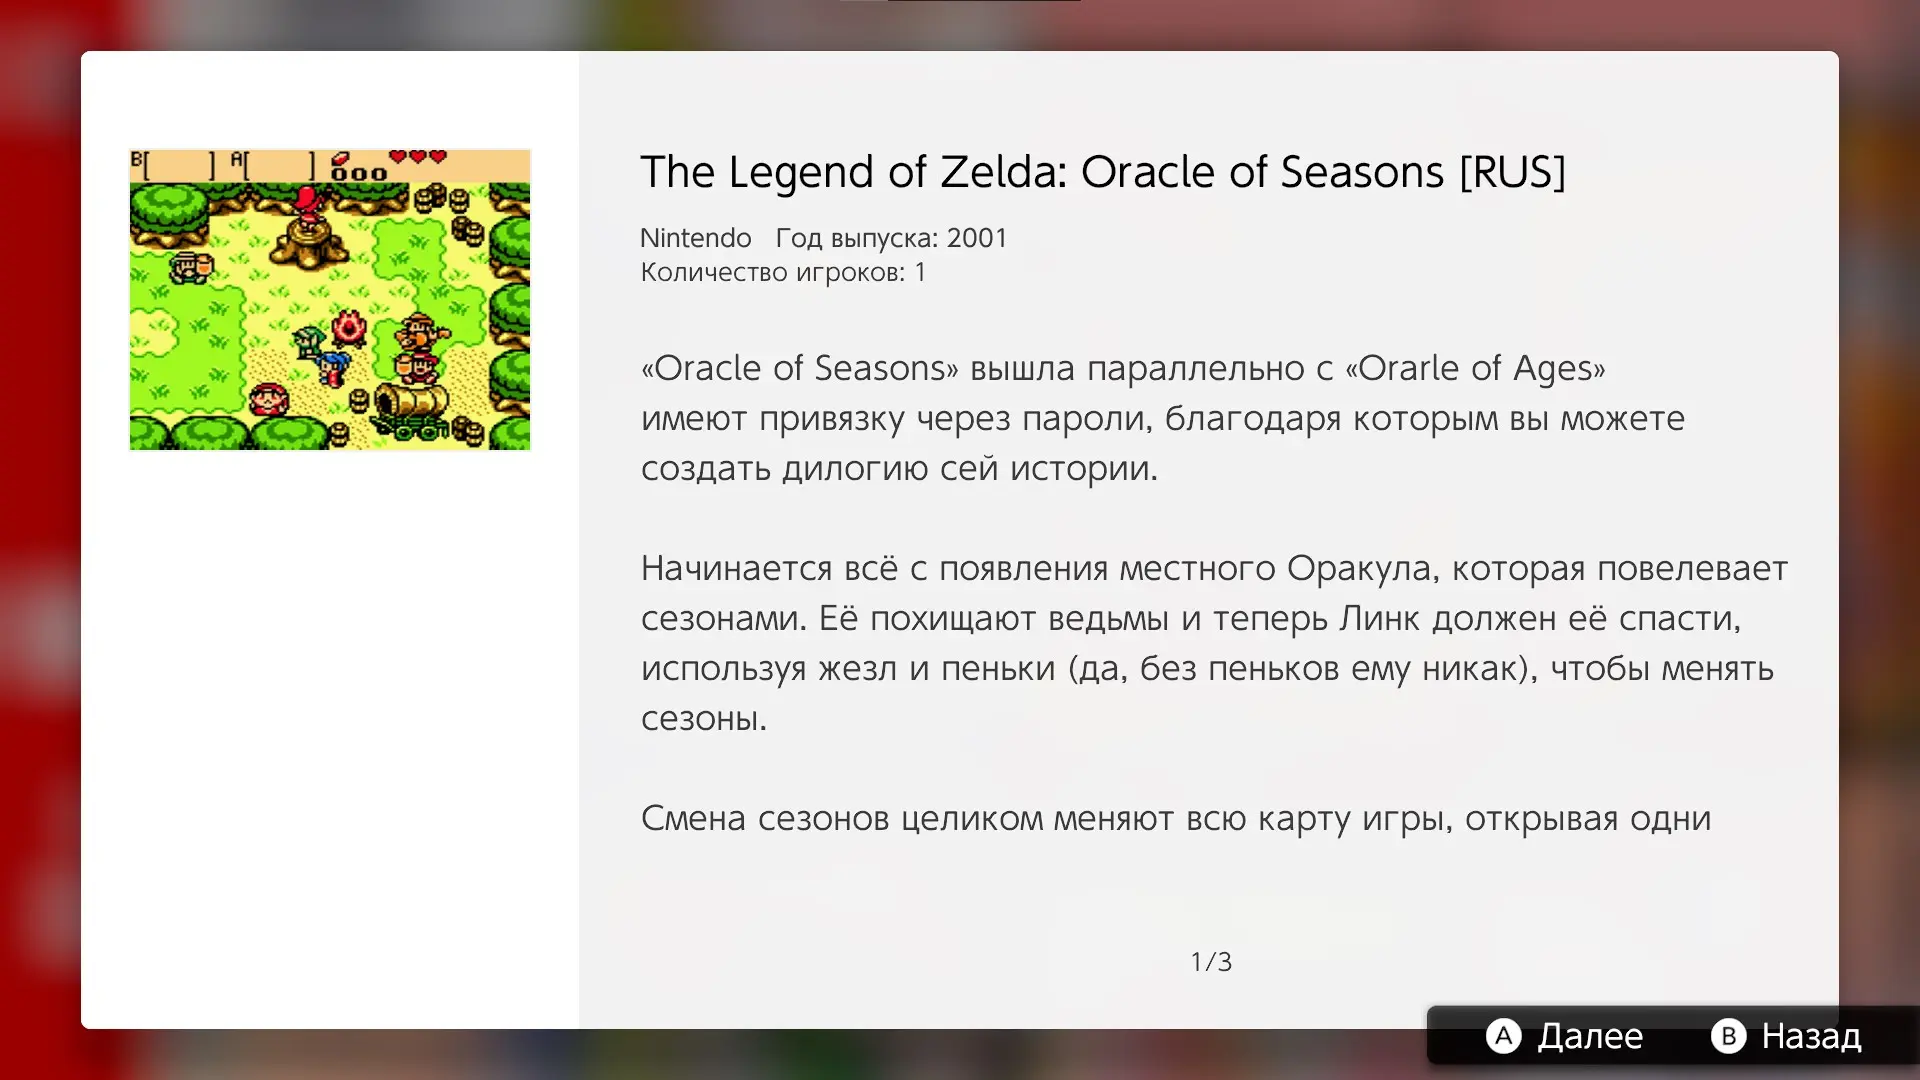 B[ ] A[ ] 000
The Legend of Zelda: Oracle of Seasons [RUS]
Nintendo Год выпуска: 2001
Количество игроков: 1
«Oracle of Seasons» вышла параллельно с «Orarle of Ages»
имеют привязку через пароли, благодаря которым вы можете
создать дилогию сей истории.
Начинается всё с появления местного Оракула, которая повелевает
сезонами. Её похищают ведьмы и теперь Линк должен её спасти,
используя жезл и пеньки (да, без пеньков ему никак), чтобы менять
сезоны.
Смена сезонов целиком меняют всю карту игры, открывая одни
1/3
A Далее B Назад